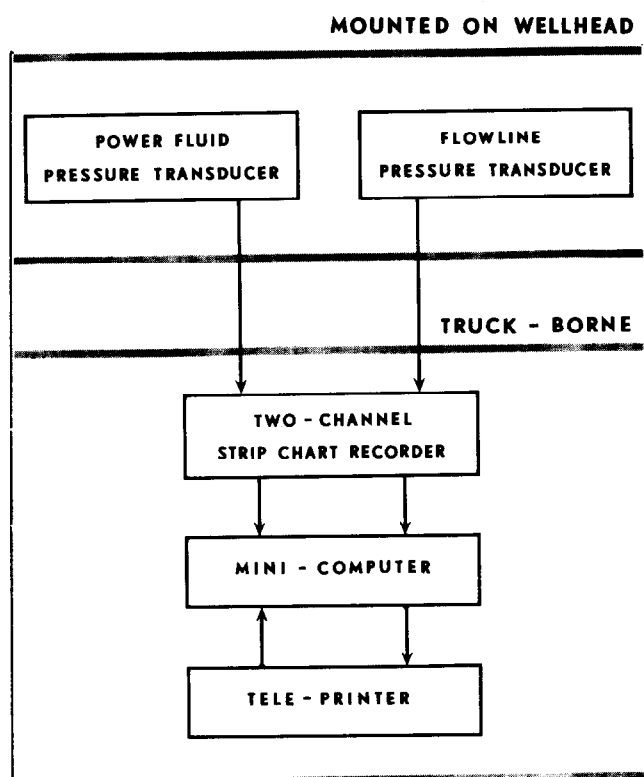 MOUNTED ON WELLHEAD
POWER FLUID
PRESSURE TRANSDUCER
FLOWLINE
PRESSURE TRANSDUCER
TRUCK - BORNE
TWO - CHANNEL
STRIP CHART RECORDER
MINI - COMPUTER
TELE - PRINTER